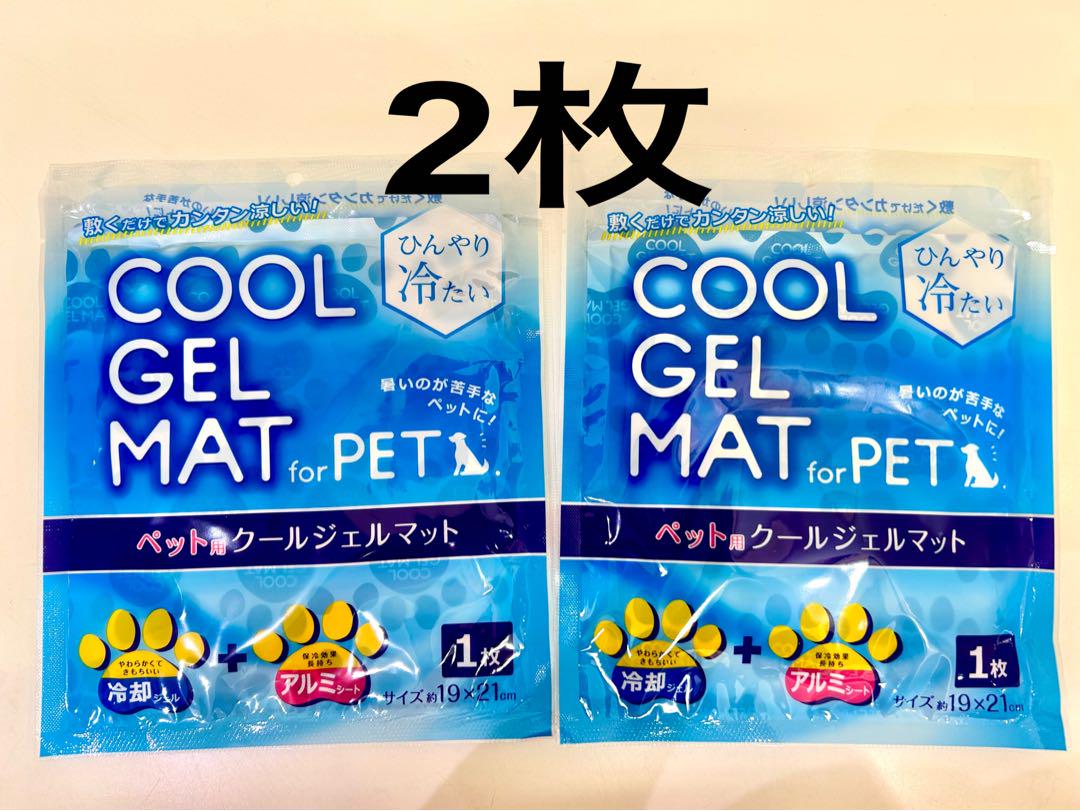 2枚
敷くだけでカンタン涼しい!
ひんやり
冷たい
COOL
GEL
MAT for PET
暑いのが苦手な
ペットに!
ペット用クールジェルマット
やわらかくて
きもちいい
冷却ジェル
+
保冷効果
長持ち
アルミシート
1枚
サイズ約19×21cm
敷くだけでカンタン涼しい!
ひんやり
冷たい
COOL
GEL
MAT for PET
暑いのが苦手な
ペットに!
ペット用クールジェルマット
やわらかくて
きもちいい
冷却ジェル
+
保冷効果
長持ち
アルミシート
1枚
サイズ約19×21cm